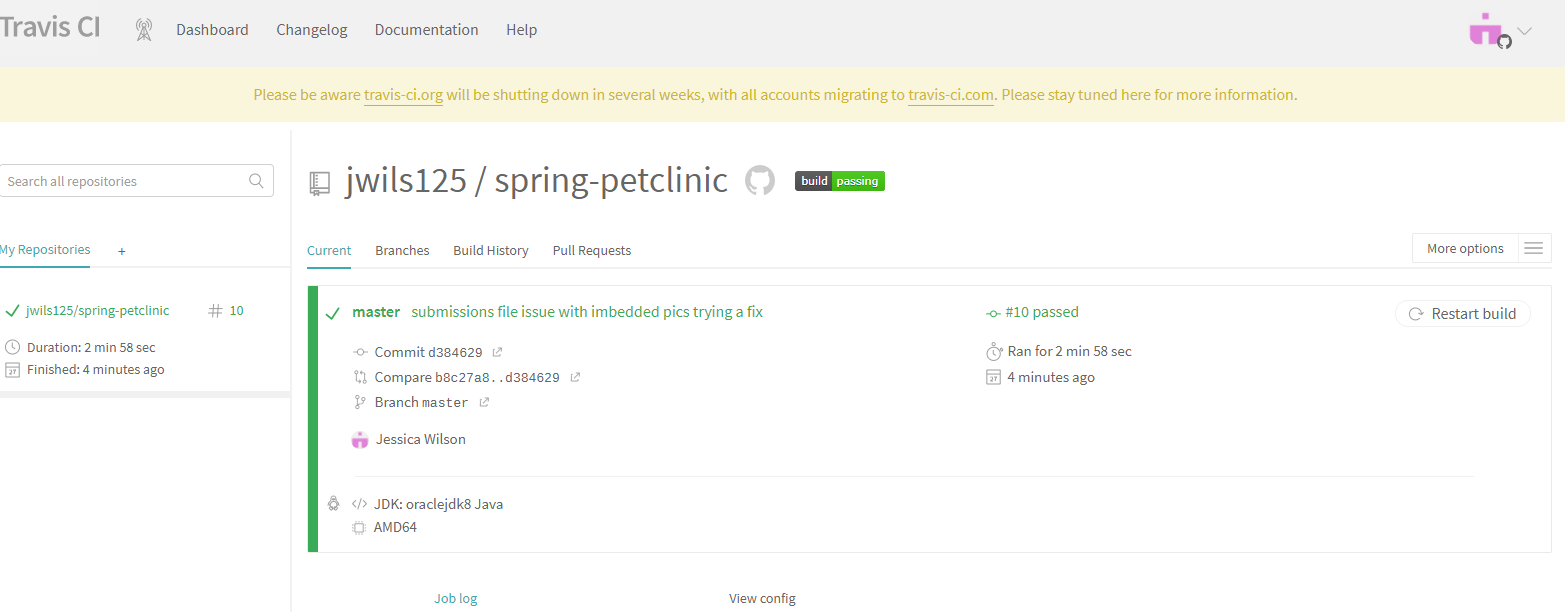 Travis CI
Dashboard Changelog Documentation Help
Please be aware travis-ci.org will be shutting down in several weeks, with all accounts migrating to travis-ci.com. Please stay tuned here for more information.
Search all repositories
jwils125 / spring-petclinic build passing
My Repositories +
Current Branches Build History Pull Requests More options
jwils125/spring-petclinic # 10
Duration: 2 min 58 sec
Finished: 4 minutes ago
master submissions file issue with imbedded pics trying a fix
#10 passed
Restart build
Commit d384629
Ran for 2 min 58 sec
Compare b8c27a8..d384629
4 minutes ago
Branch master
Jessica Wilson
</> JDK: oraclejdk8 Java
AMD64
Job log View config